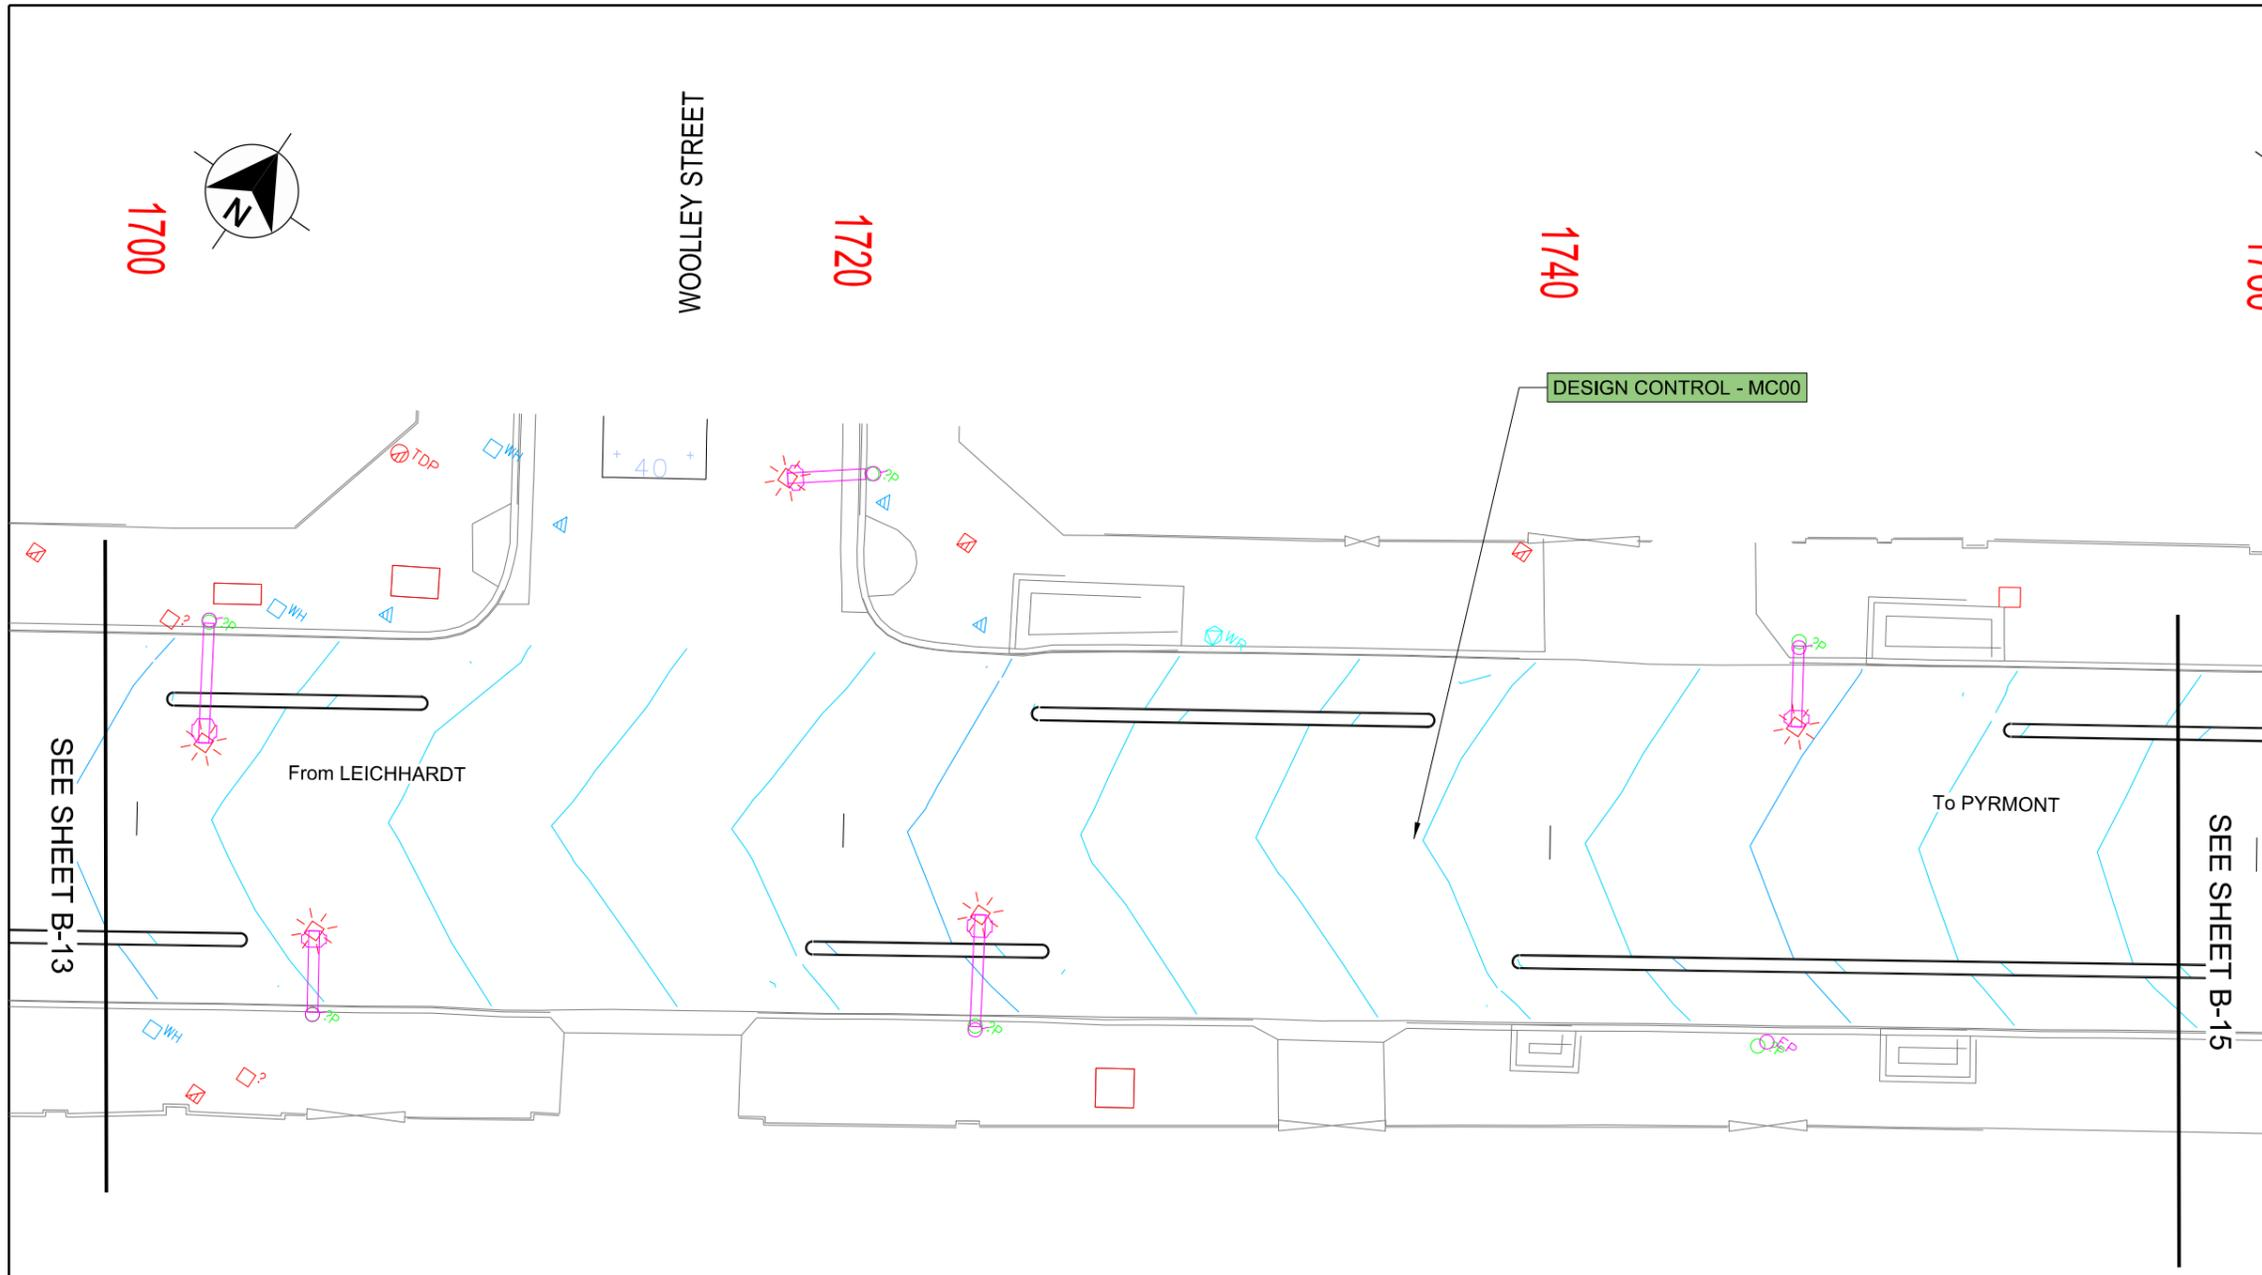 WOOLLEY STREET
N
1700
1720
1740
DESIGN CONTROL - MC00
40
TDP
WH
?P
WH
?
?P
WR
?P
SEE SHEET B-13
From LEICHHARDT
To PYRMONT
SEE SHEET B-15
?P
WH
?P
EP
?